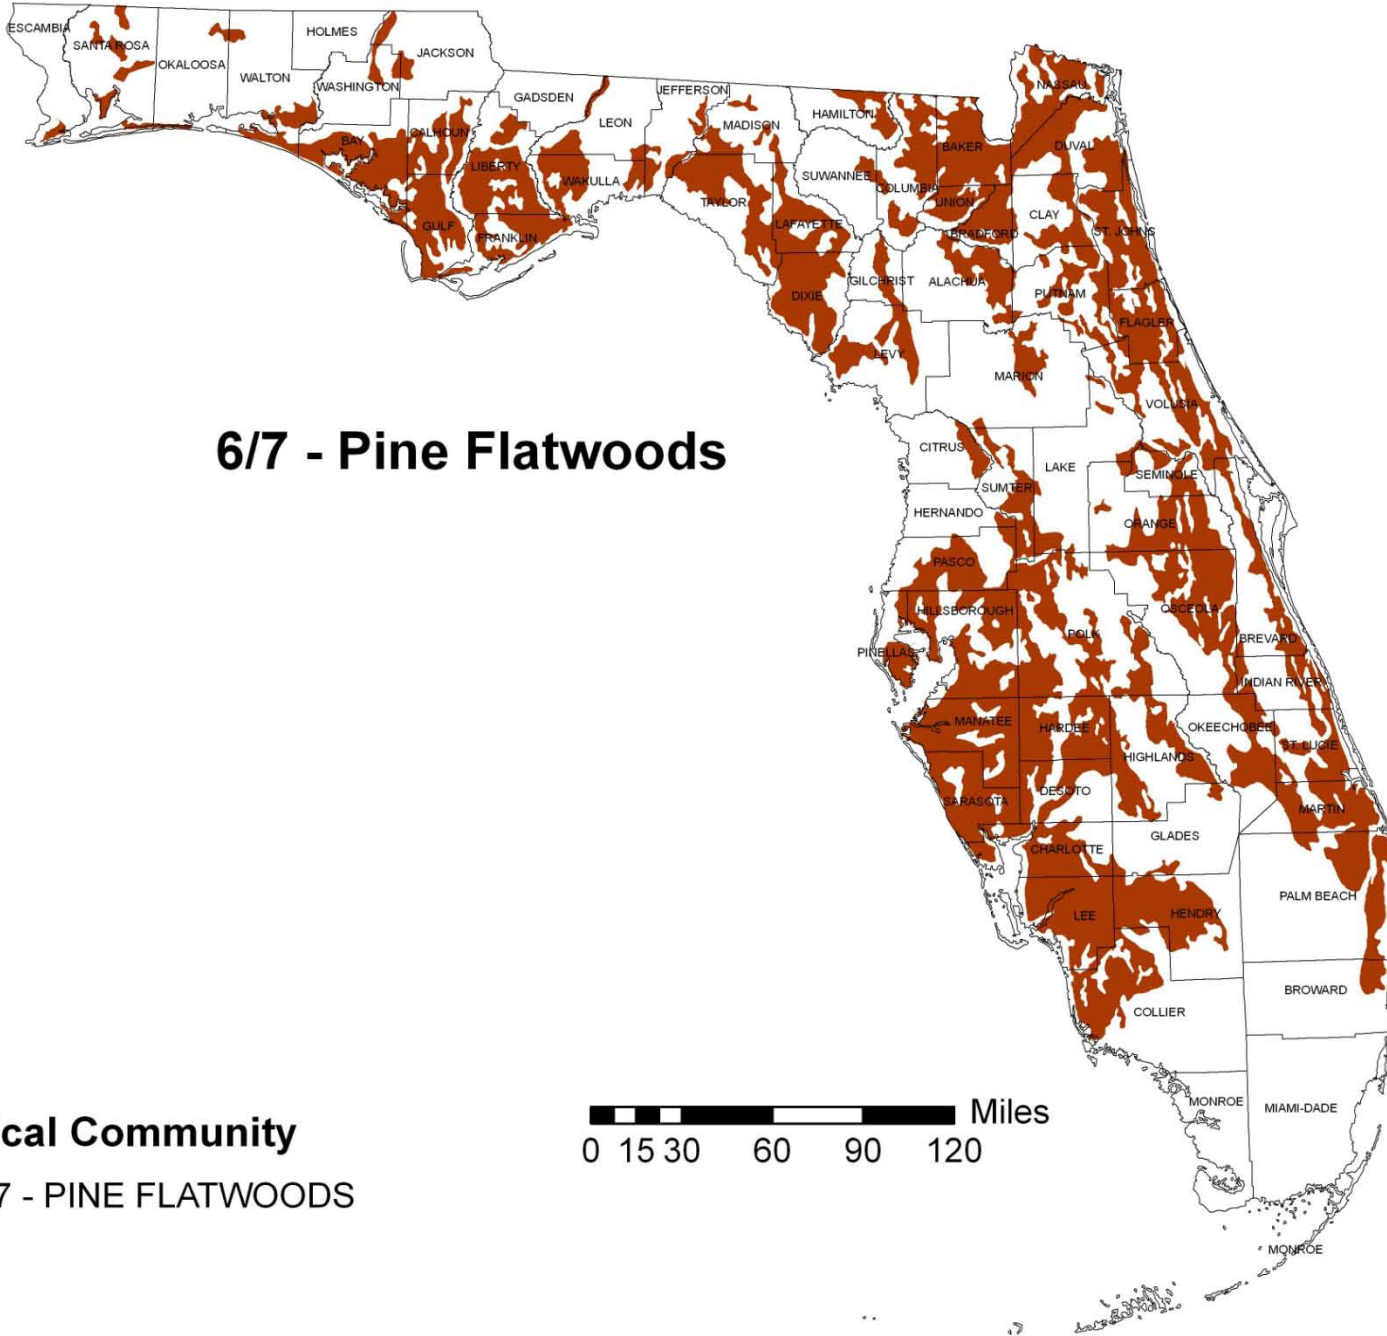 ESCAMBIA
SANTA ROSA
OKALOOSA
WALTON
HOLMES
WASHINGTON
JACKSON
BAY
CALHOUN
GULF
GADSDEN
LIBERTY
FRANKLIN
LEON
WAKULLA
JEFFERSON
MADISON
TAYLOR
HAMILTON
SUWANNEE
LAFAYETTE
DIXIE
COLUMBIA
BAKER
NASSAU
DUVAL
UNION
BRADFORD
CLAY
ST. JOHNS
GILCHRIST
ALACHUA
PUTNAM
FLAGLER
LEVY
MARION
VOLUSIA
6/7 - Pine Flatwoods
CITRUS
SUMTER
LAKE
SEMINOLE
HERNANDO
ORANGE
PASCO
HILLSBOROUGH
PINELLAS
POLK
OSCEOLA
BREVARD
INDIAN RIVER
MANATEE
HARDEE
HIGHLANDS
OKEECHOBEE
ST. LUCIE
SARASOTA
DESOTO
MARTIN
CHARLOTTE
GLADES
LEE
HENDRY
PALM BEACH
COLLIER
BROWARD
MONROE
MIAMI-DADE
MONROE
cal Community
7 - PINE FLATWOODS
Miles
0 15 30 60 90 120